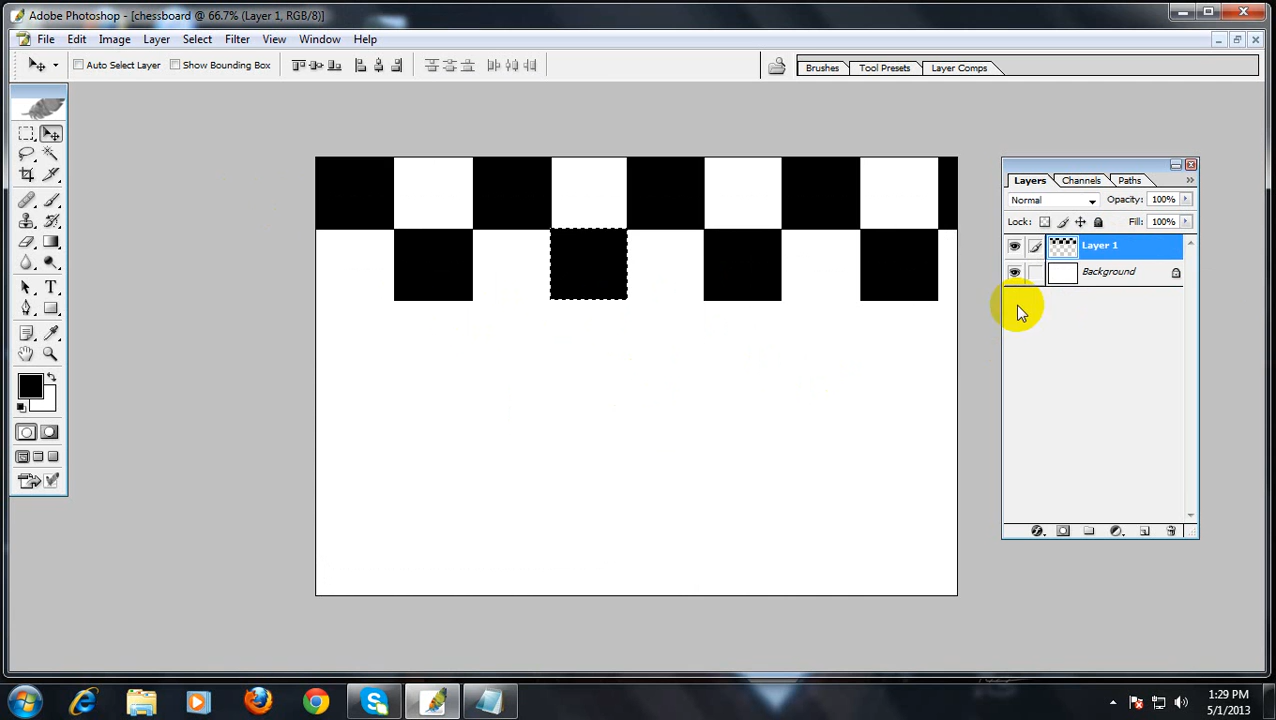 Adobe Photoshop - [chessboard @ 66.7% (Layer 1, RGB/8)]
File Edit Image Layer Select Filter View Window Help
Auto Select Layer Show Bounding Box Brushes Tool Presets Layer Comps
Layers Channels Paths
Normal Opacity: 100%
Lock: Fill: 100%
Layer 1
Background
T
1:29 PM
5/1/2013